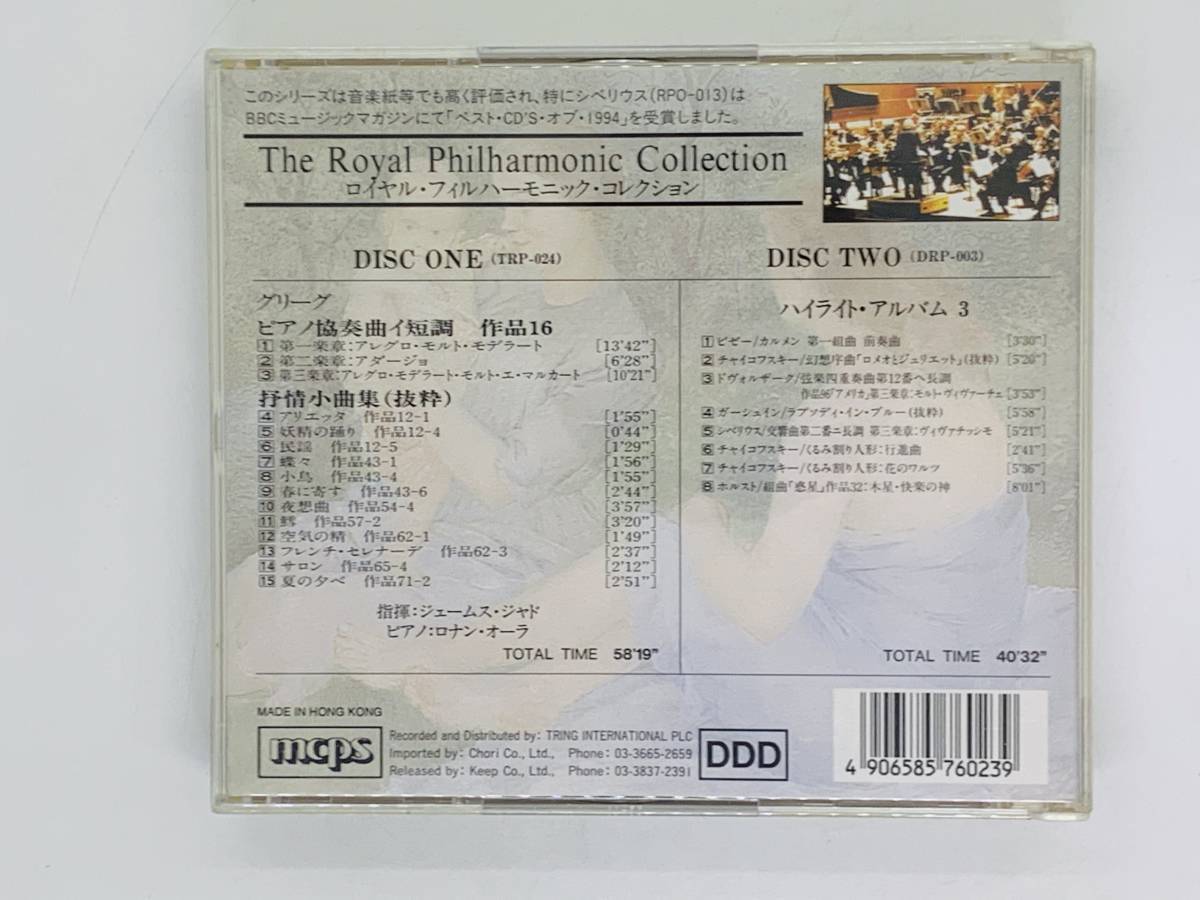 このシリーズは音楽紙等でも高く評価され、特にシベリウス(RPO-013)は
BBCミュージックマガジンにて「ベスト・CD'S・オブ・1994」を受賞しました。
The Royal Philharmonic Collection
ロイヤル・フィルハーモニック・コレクション
DISC ONE (TRP-024)
グリーグ
ピアノ協奏曲イ短調 作品16
1 第一楽章:アレグロ・モルト・モデラート [13'42"]
2 第二楽章:アダージョ [6'28"]
3 第三楽章:アレグロ・モデラート・モルト・エ・マルカート [10'21"]
抒情小曲集(抜粋)
4 アリエッタ 作品12-1 [1'55"]
5 妖精の踊り 作品12-4 [0'44"]
6 民謡 作品12-5 [1'29"]
7 蝶々 作品43-1 [1'56"]
8 小鳥 作品43-4 [1'55"]
9 春に寄す 作品43-6 [2'44"]
10 夜想曲 作品54-4 [3'57"]
11 鱈 作品57-2 [3'20"]
12 空気の精 作品62-1 [1'49"]
13 フレンチ・セレナーデ 作品62-3 [2'37"]
14 サロン 作品65-4 [2'12"]
15 夏の夕べ 作品71-2 [2'51"]
指揮:ジェームス・ジャド
ピアノ:ロナン・オーラ
TOTAL TIME 58'19"
DISC TWO (DRP-003)
ハイライト・アルバム 3
1 ビゼー/カルメン 第一組曲 前奏曲 [3'30"]
2 チャイコフスキー/幻想序曲「ロメオとジュリエット」(抜粋) [5'20"]
3 ドヴォルザーク/弦楽四重奏曲第12番ヘ長調
作品96「アメリカ」第三楽章:モルト・ヴィヴァーチェ [3'53"]
4 ガーシュイン/ラプソディ・イン・ブルー(抜粋) [5'58"]
5 シベリウス/交響曲第二番ニ長調 第三楽章:ヴィヴァチッシモ [5'21"]
6 チャイコフスキー/くるみ割り人形:行進曲 [2'41"]
7 チャイコフスキー/くるみ割り人形:花のワルツ [5'36"]
8 ホルスト/組曲「惑星」作品32:木星・快楽の神 [8'01"]
TOTAL TIME 40'32"
MADE IN HONG KONG
mcps
Recorded and Distributed by: TRING INTERNATIONAL PLC
Imported by: Chori Co., Ltd., Phone: 03-3665-2659
Released by: Keep Co., Ltd., Phone: 03-3837-2391
DDD
4 906585 760239